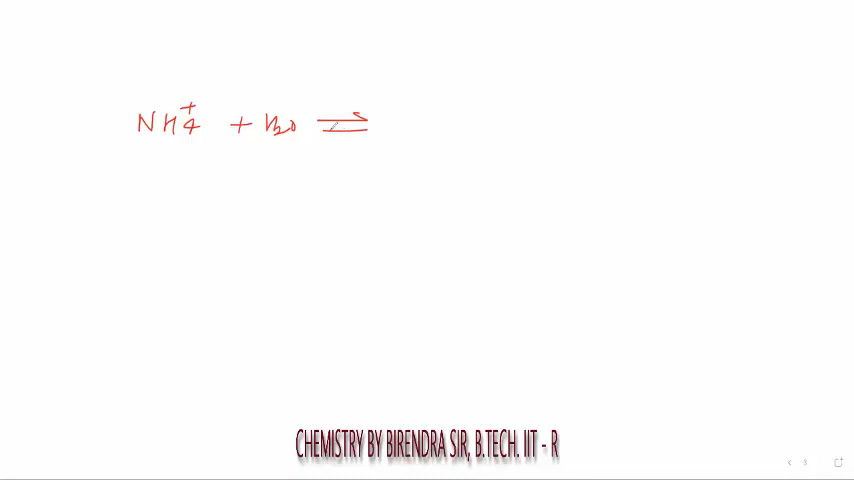 NH4+ + H2O ⇌
CHEMISTRY BY BIRENDRA SIR, B.TECH. IIT - R